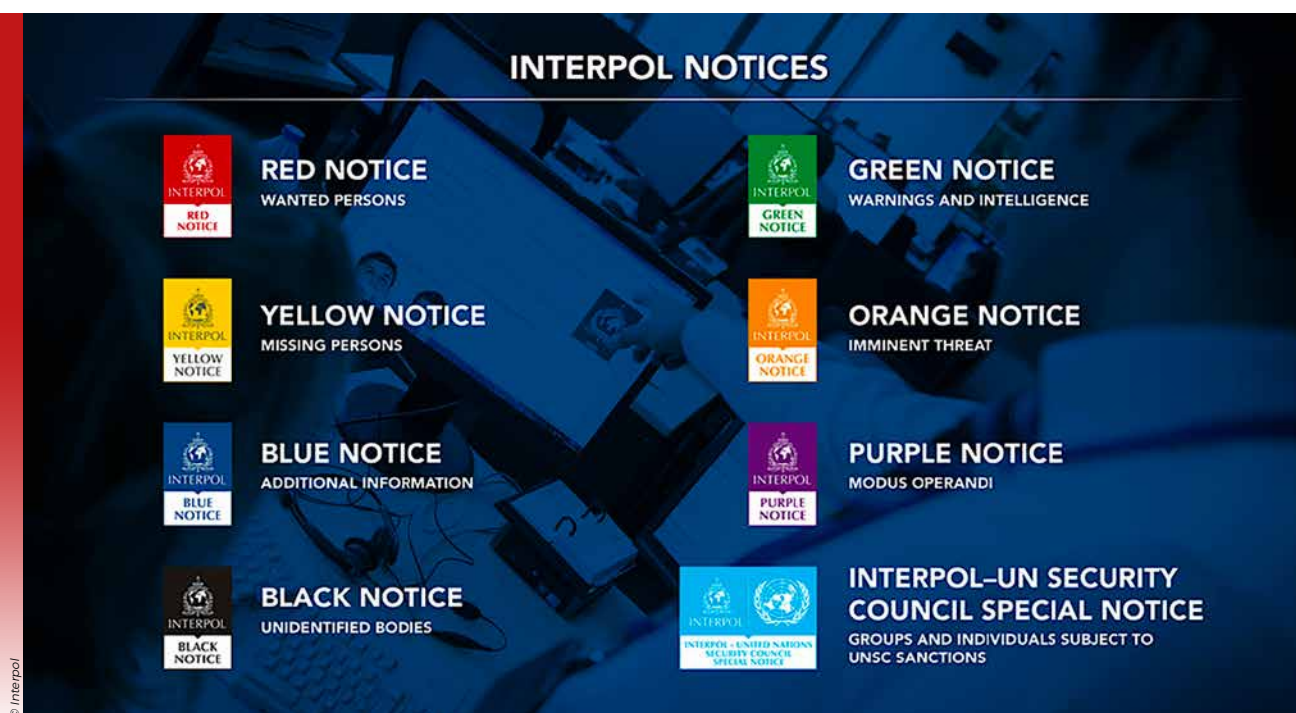 INTERPOL NOTICES
INTERPOL
RED
NOTICE
RED NOTICE
WANTED PERSONS
INTERPOL
YELLOW
NOTICE
YELLOW NOTICE
MISSING PERSONS
INTERPOL
BLUE
NOTICE
BLUE NOTICE
ADDITIONAL INFORMATION
INTERPOL
BLACK
NOTICE
BLACK NOTICE
UNIDENTIFIED BODIES
INTERPOL
GREEN
NOTICE
GREEN NOTICE
WARNINGS AND INTELLIGENCE
INTERPOL
ORANGE
NOTICE
ORANGE NOTICE
IMMINENT THREAT
INTERPOL
PURPLE
NOTICE
PURPLE NOTICE
MODUS OPERANDI
INTERPOL
INTERPOL - UNITED NATIONS
SECURITY COUNCIL
SPECIAL NOTICE
INTERPOL–UN SECURITY
COUNCIL SPECIAL NOTICE
GROUPS AND INDIVIDUALS SUBJECT TO
UNSC SANCTIONS
© Interpol